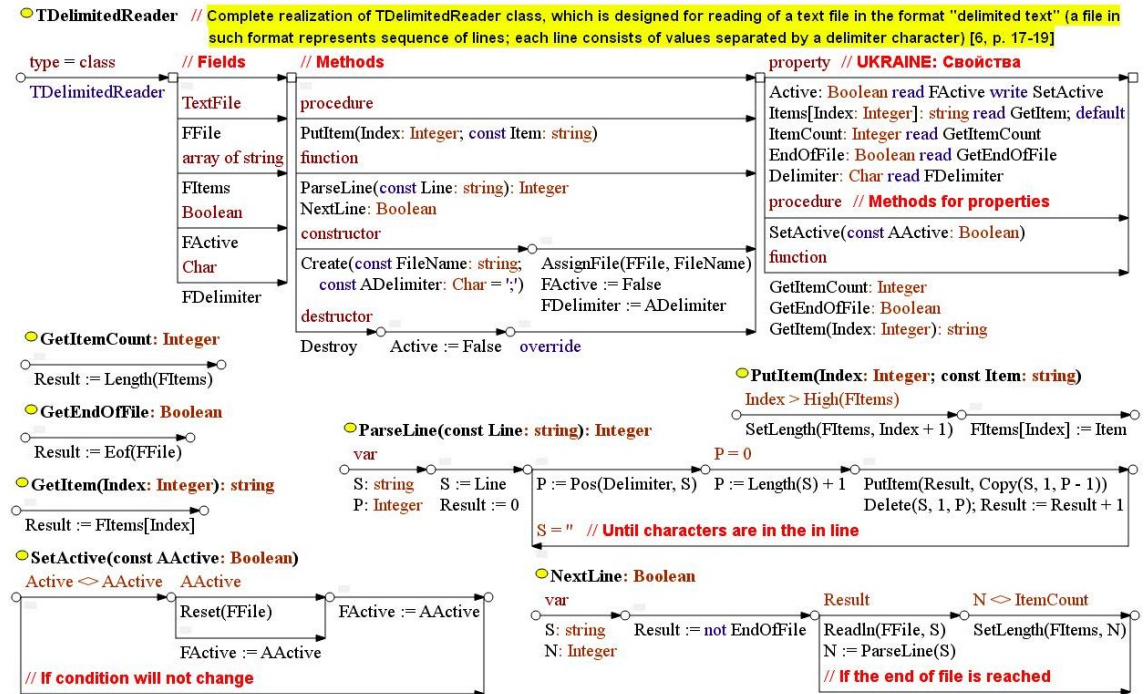 TDelimitedReader // Complete realization of TDelimitedReader class, which is designed for reading of a text file in the format "delimited text" (a file in
such format represents sequence of lines; each line consists of values separated by a delimiter character) [6, p. 17-19]
type = class
TDelimitedReader
// Fields
TextFile
FFile
array of string
FItems
Boolean
FActive
Char
FDelimiter
// Methods
procedure
PutItem(Index: Integer; const Item: string)
function
ParseLine(const Line: string): Integer
NextLine: Boolean
constructor
Create(const FileName: string;
const ADelimiter: Char = ';')
AssignFile(FFile, FileName)
FActive := False
FDelimiter := ADelimiter
destructor
Destroy
Active := False
override
property // UKRAINE: Свойства
Active: Boolean read FActive write SetActive
Items[Index: Integer]: string read GetItem; default
ItemCount: Integer read GetItemCount
EndOfFile: Boolean read GetEndOfFile
Delimiter: Char read FDelimiter
procedure // Methods for properties
SetActive(const AActive: Boolean)
function
GetItemCount: Integer
GetEndOfFile: Boolean
GetItem(Index: Integer): string
GetItemCount: Integer
Result := Length(FItems)
GetEndOfFile: Boolean
Result := Eof(FFile)
GetItem(Index: Integer): string
Result := FItems[Index]
PutItem(Index: Integer; const Item: string)
Index > High(FItems)
SetLength(FItems, Index + 1)
FItems[Index] := Item
ParseLine(const Line: string): Integer
var
S: string
P: Integer
S := Line
Result := 0
P := Pos(Delimiter, S)
P = 0
P := Length(S) + 1
PutItem(Result, Copy(S, 1, P - 1))
Delete(S, 1, P); Result := Result + 1
S = '' // Until characters are in the in line
SetActive(const AActive: Boolean)
Active <> AActive
AActive
Reset(FFile)
FActive := AActive
FActive := AActive
// If condition will not change
NextLine: Boolean
var
S: string
N: Integer
Result := not EndOfFile
Result
Readln(FFile, S)
N := ParseLine(S)
N <> ItemCount
SetLength(FItems, N)
// If the end of file is reached